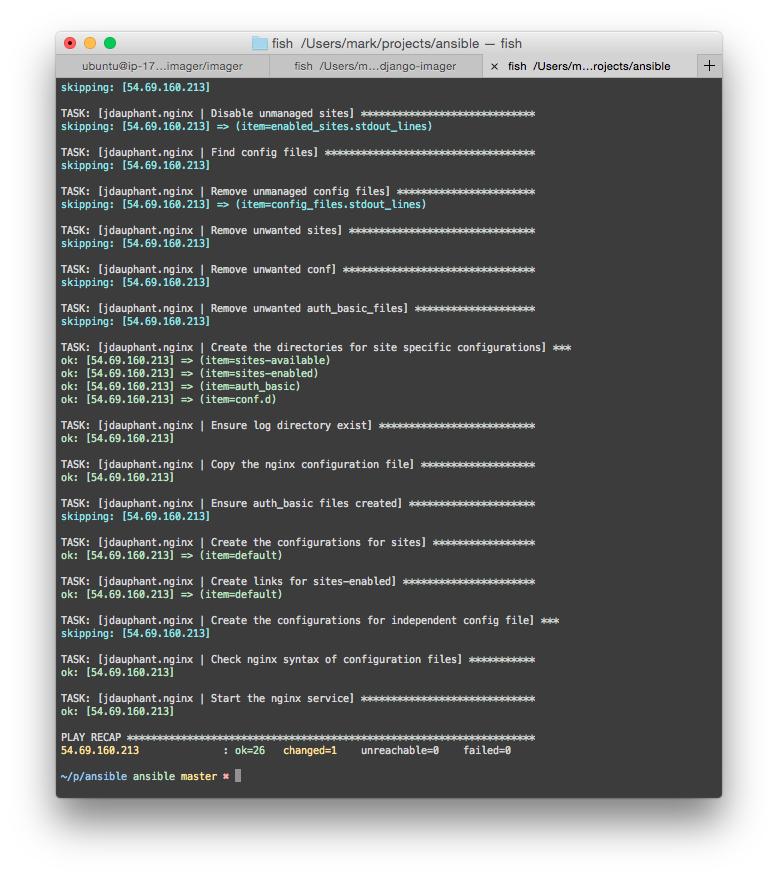 fish /Users/mark/projects/ansible — fish
ubuntu@ip-17...imager/imager
fish /Users/m...django-imager
× fish /Users/m...rojects/ansible
+
skipping: [54.69.160.213]
TASK: [jdauphant.nginx | Disable unmanaged sites] *****************************
skipping: [54.69.160.213] => (item=enabled_sites.stdout_lines)
TASK: [jdauphant.nginx | Find config files] ***********************************
skipping: [54.69.160.213]
TASK: [jdauphant.nginx | Remove unmanaged config files] ***********************
skipping: [54.69.160.213] => (item=config_files.stdout_lines)
TASK: [jdauphant.nginx | Remove unwanted sites] *******************************
skipping: [54.69.160.213]
TASK: [jdauphant.nginx | Remove unwanted conf] ********************************
skipping: [54.69.160.213]
TASK: [jdauphant.nginx | Remove unwanted auth_basic_files] ********************
skipping: [54.69.160.213]
TASK: [jdauphant.nginx | Create the directories for site specific configurations] ***
ok: [54.69.160.213] => (item=sites-available)
ok: [54.69.160.213] => (item=sites-enabled)
ok: [54.69.160.213] => (item=auth_basic)
ok: [54.69.160.213] => (item=conf.d)
TASK: [jdauphant.nginx | Ensure log directory exist] **************************
ok: [54.69.160.213]
TASK: [jdauphant.nginx | Copy the nginx configuration file] *******************
ok: [54.69.160.213]
TASK: [jdauphant.nginx | Ensure auth_basic files created] *********************
skipping: [54.69.160.213]
TASK: [jdauphant.nginx | Create the configurations for sites] *****************
ok: [54.69.160.213] => (item=default)
TASK: [jdauphant.nginx | Create links for sites-enabled] **********************
ok: [54.69.160.213] => (item=default)
TASK: [jdauphant.nginx | Create the configurations for independent config file] ***
skipping: [54.69.160.213]
TASK: [jdauphant.nginx | Check nginx syntax of configuration files] ***********
ok: [54.69.160.213]
TASK: [jdauphant.nginx | Start the nginx service] *****************************
ok: [54.69.160.213]
PLAY RECAP ********************************************************************
54.69.160.213 : ok=26 changed=1 unreachable=0 failed=0
~/p/ansible ansible master ✖